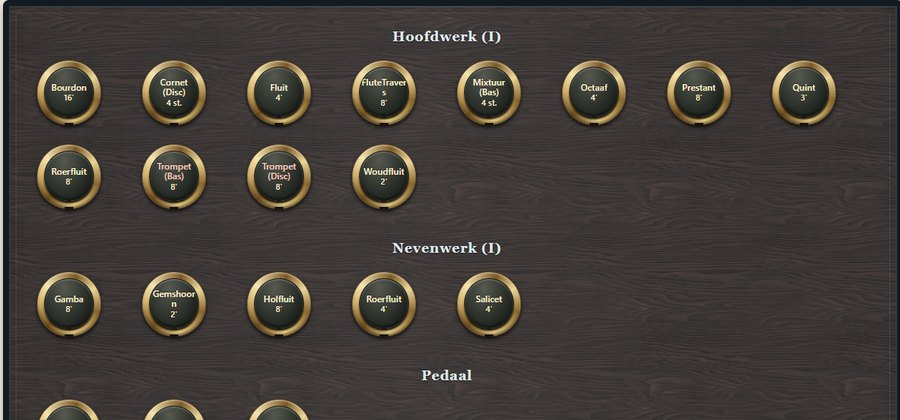 Hoofdwerk (I)
Bourdon
16'
Cornet
(Disc)
4 st.
Fluit
4'
FluteTraver
s
8'
Mixtuur
(Bas)
4 st.
Octaaf
4'
Prestant
8'
Quint
3'
Roerfluit
8'
Trompet
(Bas)
8'
Trompet
(Disc)
8'
Woudfluit
2'
Nevenwerk (I)
Gamba
8'
Gemshoor
n
2'
Holfluit
8'
Roerfluit
4'
Salicet
4'
Pedaal